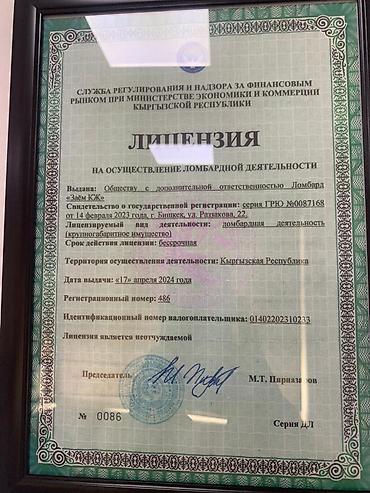 СЛУЖБА РЕГУЛИРОВАНИЯ И НАДЗОРА ЗА ФИНАНСОВЫМ
РЫНКОМ ПРИ МИНИСТЕРСТВЕ ЭКОНОМИКИ И КОММЕРЦИИ
КЫРГЫЗСКОЙ РЕСПУБЛИКИ
ЛИЦЕНЗИЯ
НА ОСУЩЕСТВЛЕНИЕ ЛОМБАРДНОЙ ДЕЯТЕЛЬНОСТИ
Выдана: Обществу с дополнительной ответственностью Ломбард
«Заём КЖ»
Свидетельство о государственной регистрации: серия ГРЮ №0087168
от 14 февраля 2023 года, г. Бишкек, ул. Раззакова, 22.
Лицензируемый вид деятельности: ломбардная деятельность
(крупногабаритное имущество)
Срок действия лицензии: бессрочная
Территория осуществления деятельности: Кыргызская Республика
Дата выдачи: «17» апреля 2024 года
Регистрационный номер: 486
Идентификационный номер налогоплательщика: 01402202310233
Лицензия является неотчуждаемой
Председатель М.Т. Пирназаров
№ 0086 Серия ДЛ